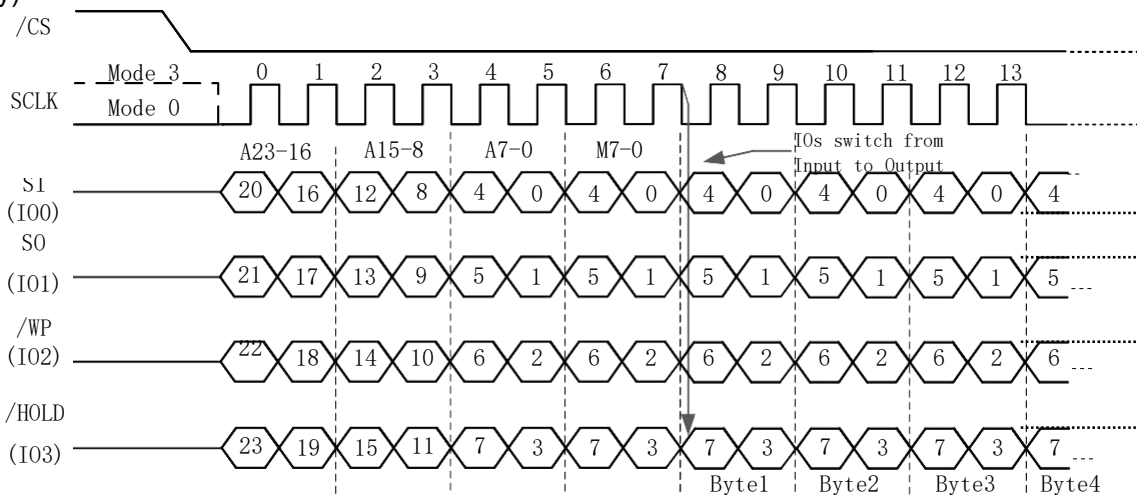 y)
/CS
0 1 2 3 4 5 6 7 8 9 10 11 12 13
Mode 3
SCLK
Mode 0
IOs switch from
Input to Output
A23-16 A15-8 A7-0 M7-0
SI
(IO0)
20 16 12 8 4 0 4 0 4 0 4 0 4 0 4
SO
(IO1)
21 17 13 9 5 1 5 1 5 1 5 1 5 1 5
/WP
(IO2)
22 18 14 10 6 2 6 2 6 2 6 2 6 2 6
/HOLD
(IO3)
23 19 15 11 7 3 7 3 7 3 7 3 7 3 7
Byte1 Byte2 Byte3 Byte4